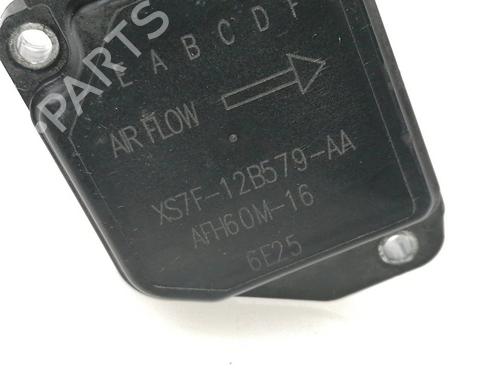 PARTS
E A B C D F
AIR FLOW
XS7F-12B579-AA
AFH60M-16
6E25